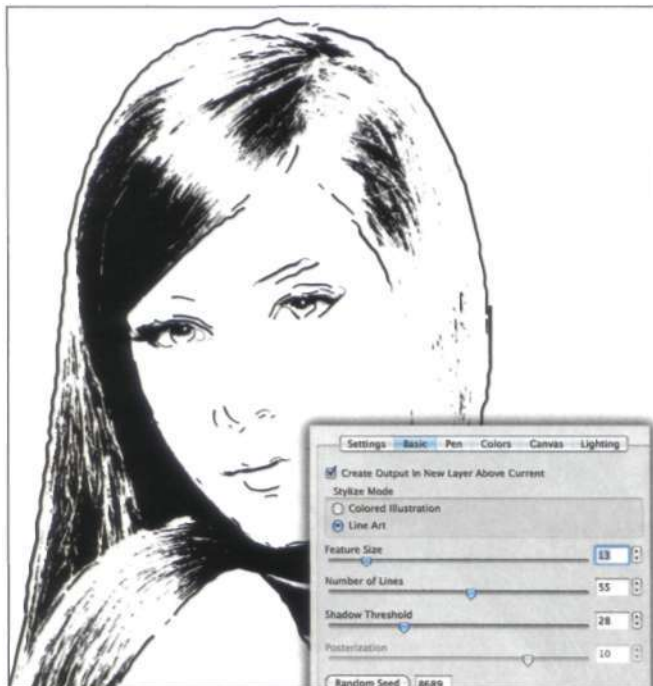 Settings Basic Pen Colors Canvas Lighting
Create Output In New Layer Above Current
Stylize Mode
Colored Illustration
Line Art
Feature Size 13
Number of Lines 55
Shadow Threshold 28
Posterization 10
Random Seed 8689